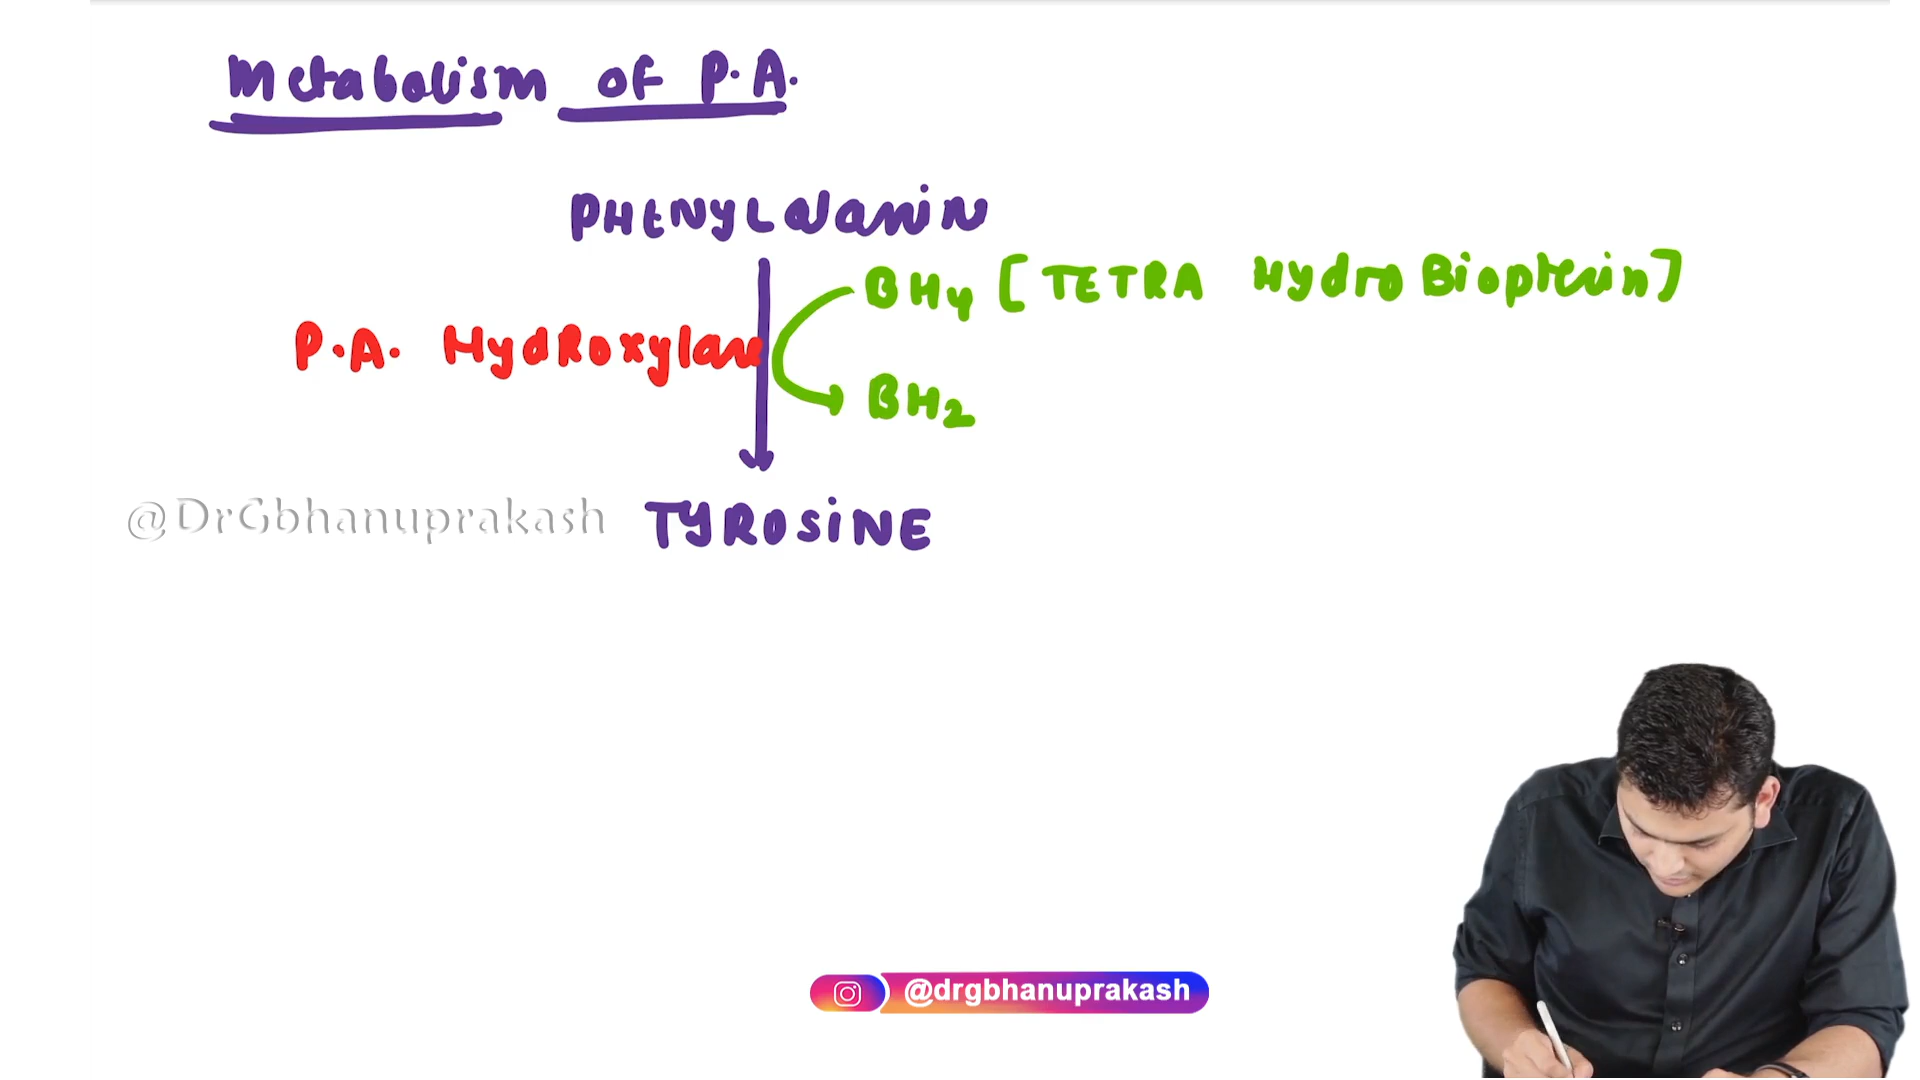 Metabolism of P.A.
PHENYLalanin
BH4 [TETRA HydroBiopterin]
P.A. HydRoxylase
BH2
@DrGbhanuprakash
TYROSINE
@drgbhanuprakash